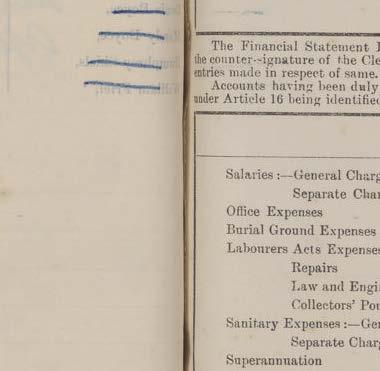 The Financial Statement
the counter-signature of the Cle
entries made in respect of same.
Accounts having been duly
under Article 16 being identified
Salaries :—General Charg
Separate Char
Office Expenses
Burial Ground Expenses
Labourers Acts Expenses
Repairs
Law and Engi
Collectors' Pou
Sanitary Expenses :—Gen
Separate Charg
Superannuation